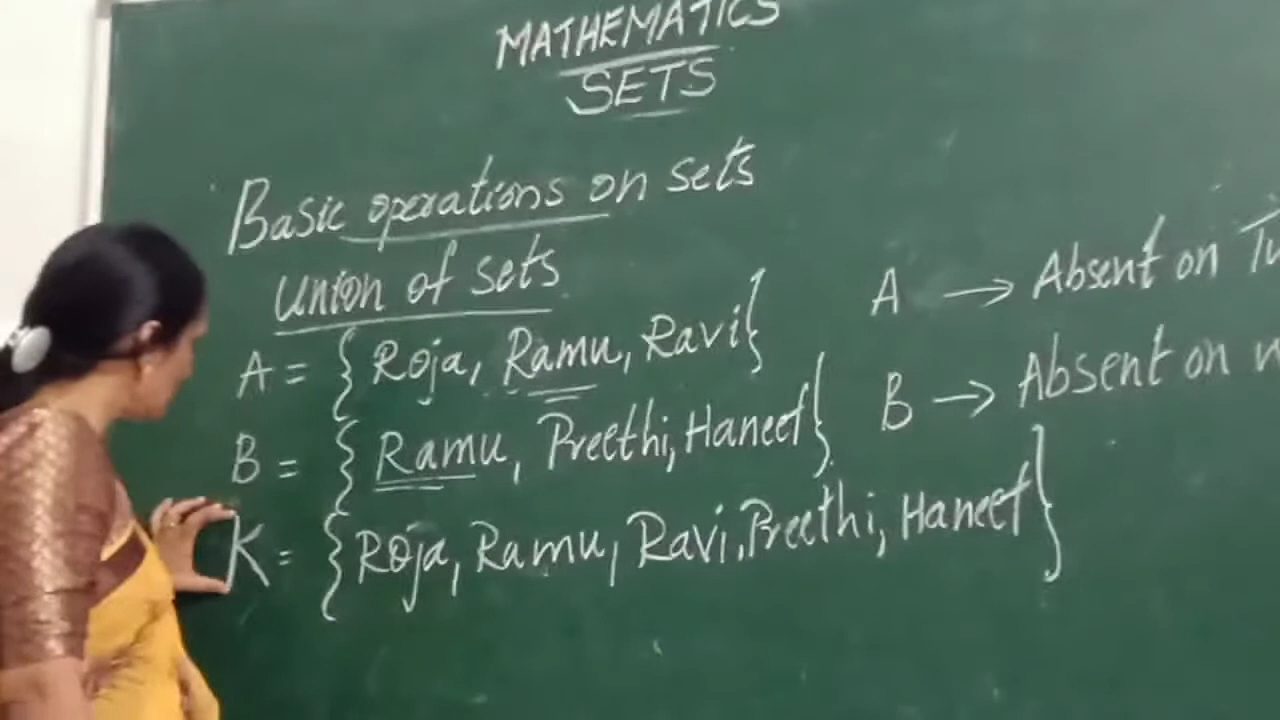 MATHEMATICS
SETS
Basic operations on sets
Union of sets
A = {Roja, Ramu, Ravi}
B = {Ramu, Preethi, Haneef}
K = {Roja, Ramu, Ravi, Preethi, Haneef}
A → Absent on
B → Absent on